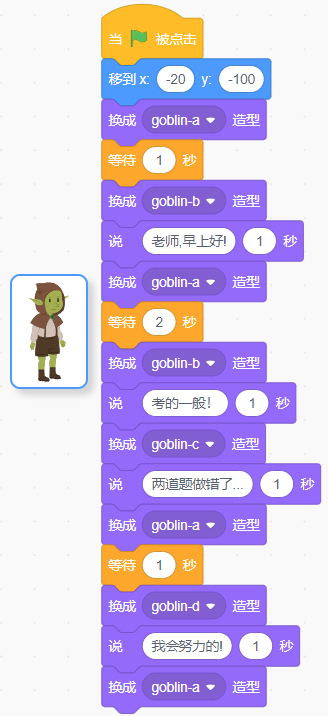 当 被点击
移到 x: -20 y: -100
换成 goblin-a 造型
等待 1 秒
换成 goblin-b 造型
说 老师,早上好! 1 秒
换成 goblin-a 造型
等待 2 秒
换成 goblin-b 造型
说 考的一般！ 1 秒
换成 goblin-c 造型
说 两道题做错了... 1 秒
换成 goblin-a 造型
等待 1 秒
换成 goblin-d 造型
说 我会努力的! 1 秒
换成 goblin-a 造型